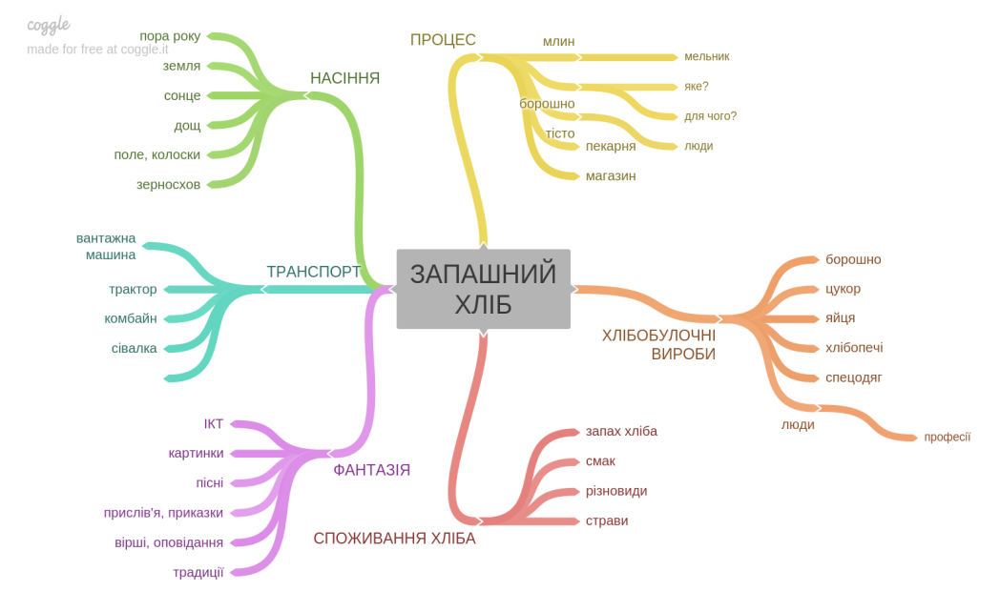 coggle
made for free at coggle.it
ЗАПАШНИЙ
ХЛІБ
НАСІННЯ
пора року
земля
сонце
дощ
поле, колоски
зерносхов
ТРАНСПОРТ
вантажна
машина
трактор
комбайн
сівалка
ФАНТАЗІЯ
ІКТ
картинки
пісні
прислів'я, приказки
вірші, оповідання
традиції
ПРОЦЕС
млин
мельник
яке?
борошно
для чого?
тісто
люди
пекарня
магазин
ХЛІБОБУЛОЧНІ
ВИРОБИ
борошно
цукор
яйця
хлібопечі
спецодяг
люди
професії
СПОЖИВАННЯ ХЛІБА
запах хліба
смак
різновиди
страви